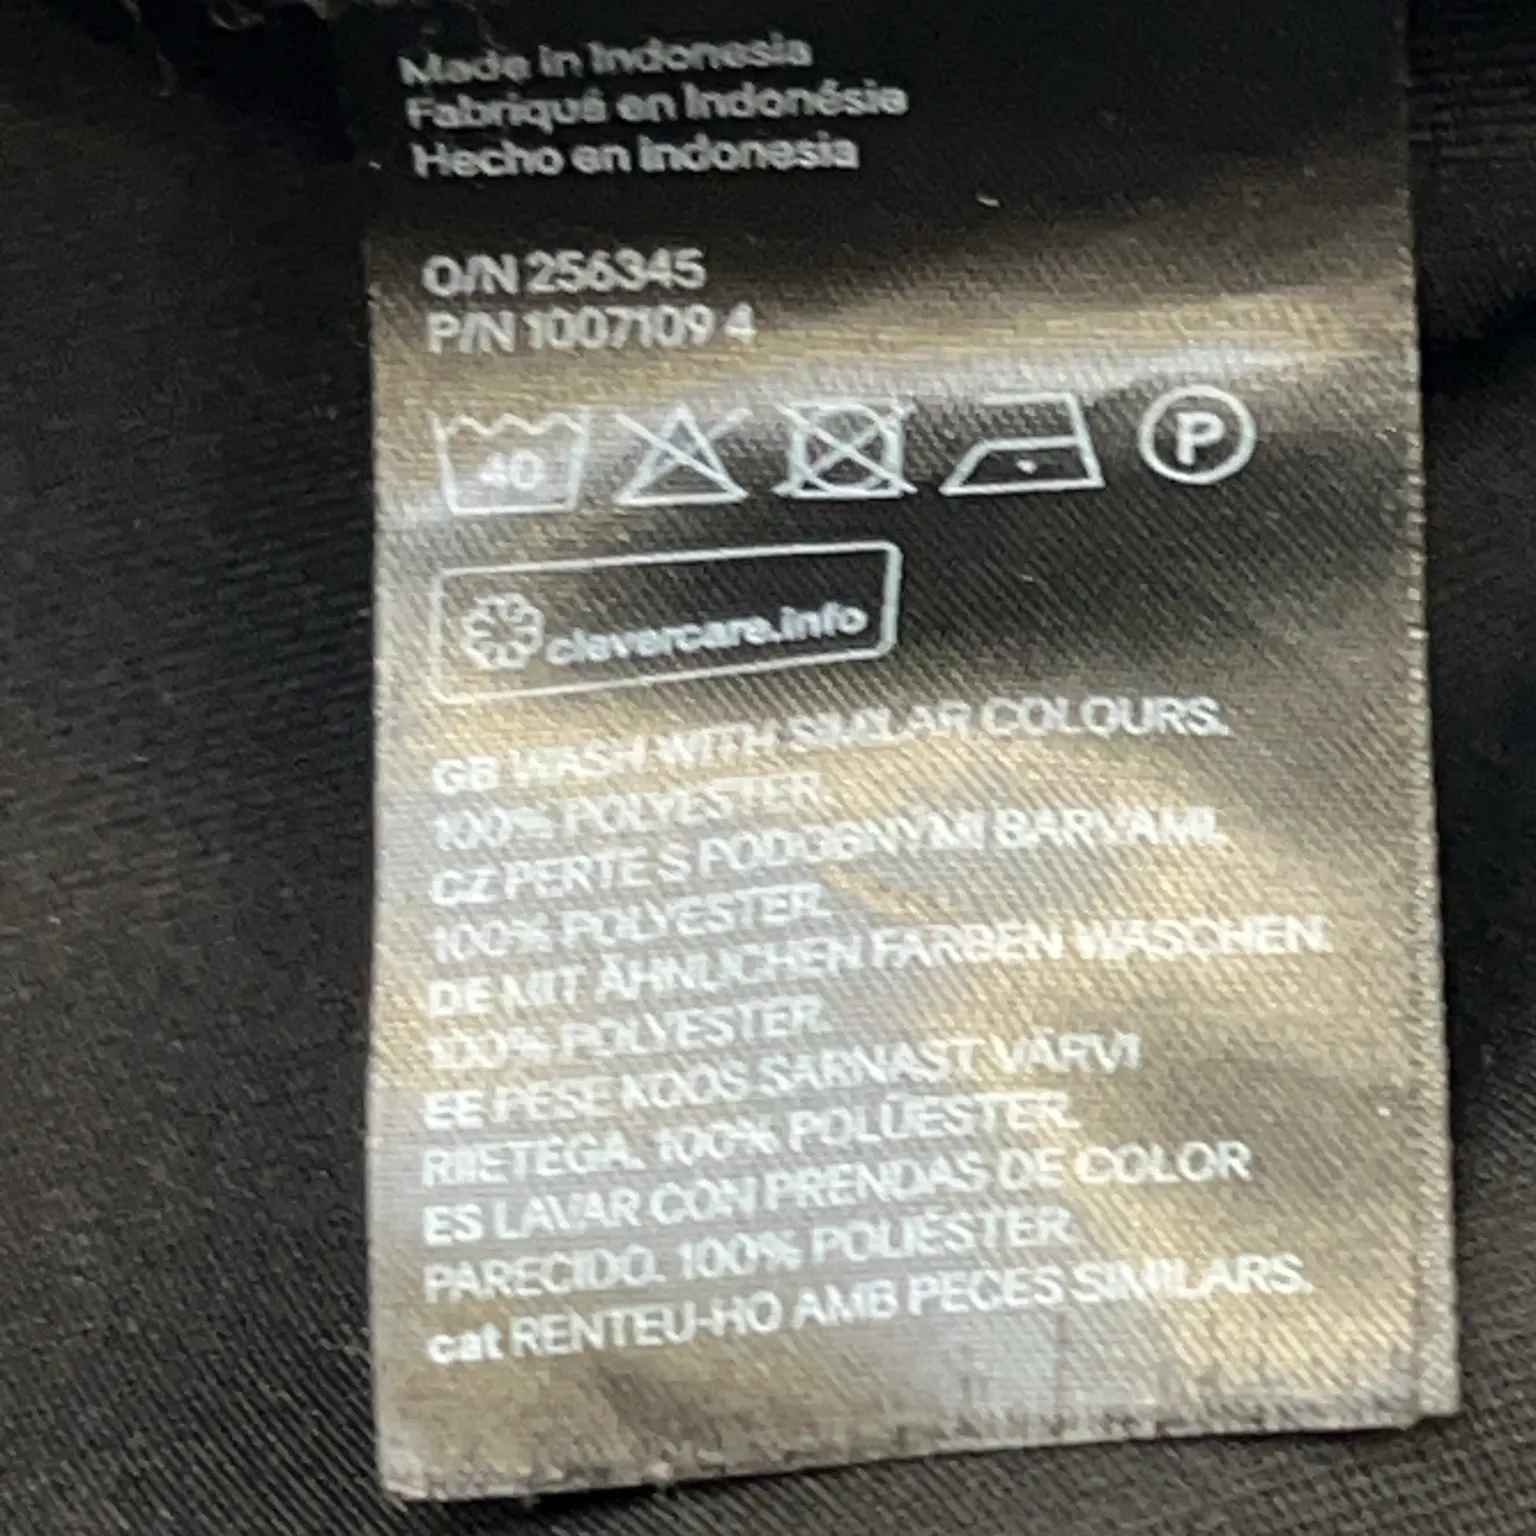 Made in Indonesia
Fabriqué en Indonésie
Hecho en Indonesia
O/N 256345
P/N 1007109 4
40
P
clevercare.info
GB WASH WITH SIMILAR COLOURS.
100% POLYESTER.
CZ PERTE S PODOBNÝMI BARVAMI.
100% POLYESTER.
DE MIT ÄHNLICHEN FARBEN WASCHEN.
100% POLYESTER.
EE PESE KOOS SARNAST VÄRVI
RIIETEGA. 100% POLÜESTER.
ES LAVAR CON PRENDAS DE COLOR
PARECIDO. 100% POLIÉSTER.
cat RENTEU-HO AMB PECES SIMILARS.